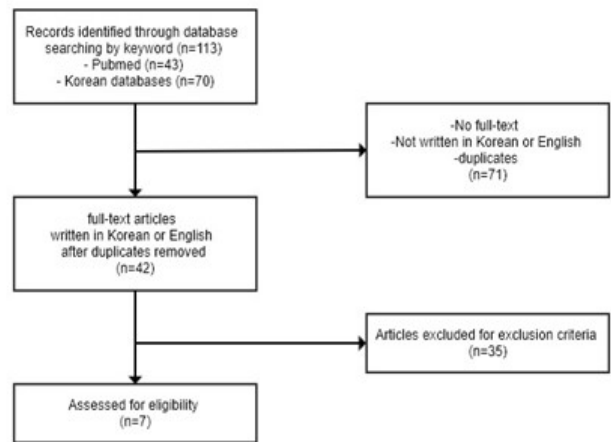 Records identified through database
searching by keyword (n=113)
- Pubmed (n=43)
- Korean databases (n=70)
-No full-text
-Not written in Korean or English
-duplicates
(n=71)
full-text articles
written in Korean or English
after duplicates removed
(n=42)
Articles excluded for exclusion criteria
(n=35)
Assessed for eligibility
(n=7)